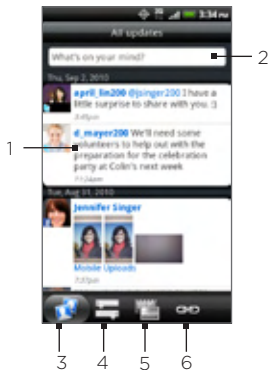 3:34 PM
All updates
What's on your mind?
2
Thu, Sep 2, 2010
april_lin200 @jsinger200 I have a
little surprise to share with you. :)
3:45pm
1
d_mayer200 We'll need some
volunteers to help out with the
preparation for the celebration
party at Colin's next week
11:24am
Tue, Aug 31, 2010
Jennifer Singer
Mobile Uploads
3
4
5
6